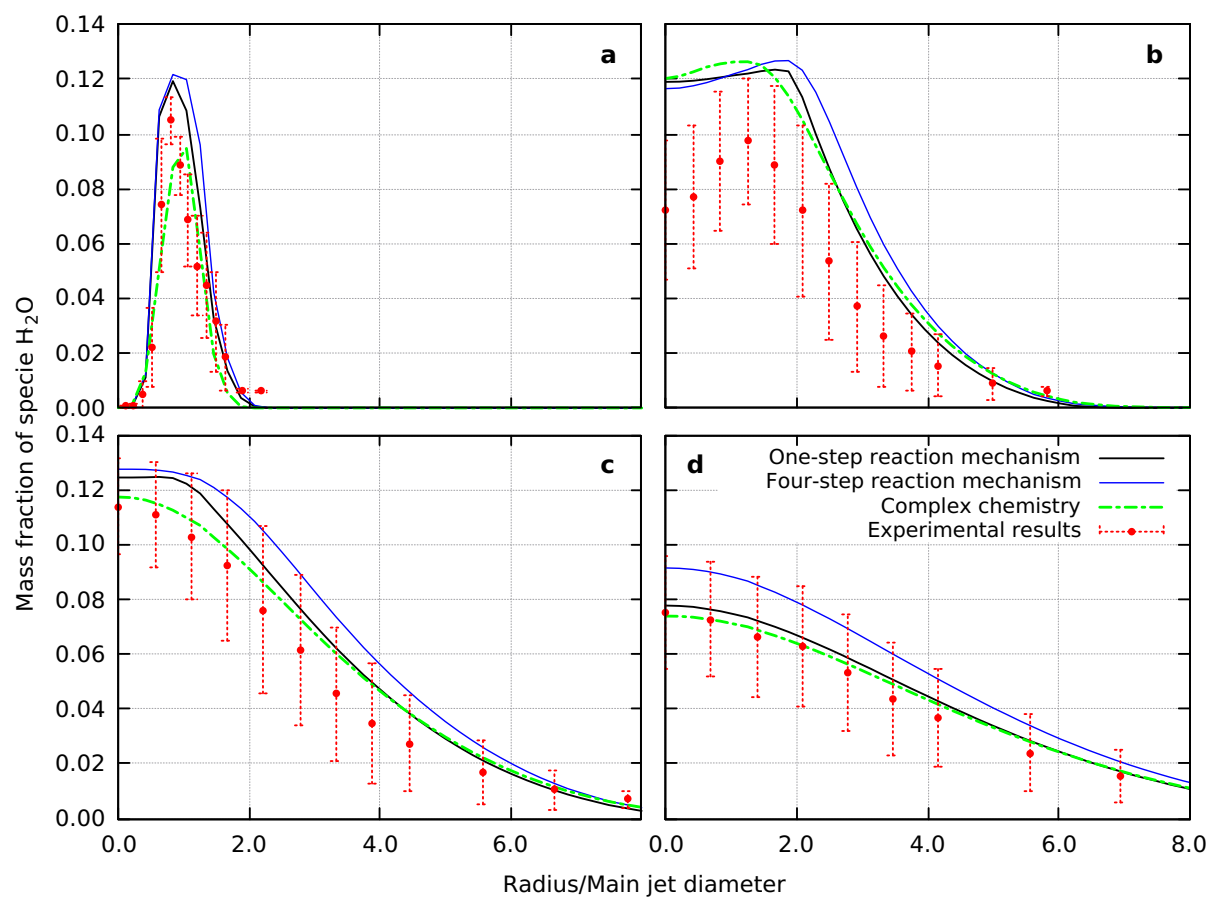 0.14
0.12
0.10
0.08
0.06
0.04
0.02
0.00
a
b
0.14
0.12
0.10
0.08
0.06
0.04
0.02
0.00
c
d
One-step reaction mechanism
Four-step reaction mechanism
Complex chemistry
Experimental results
0.0 2.0 4.0 6.0
0.0 2.0 4.0 6.0 8.0
Mass fraction of specie H₂O
Radius/Main jet diameter